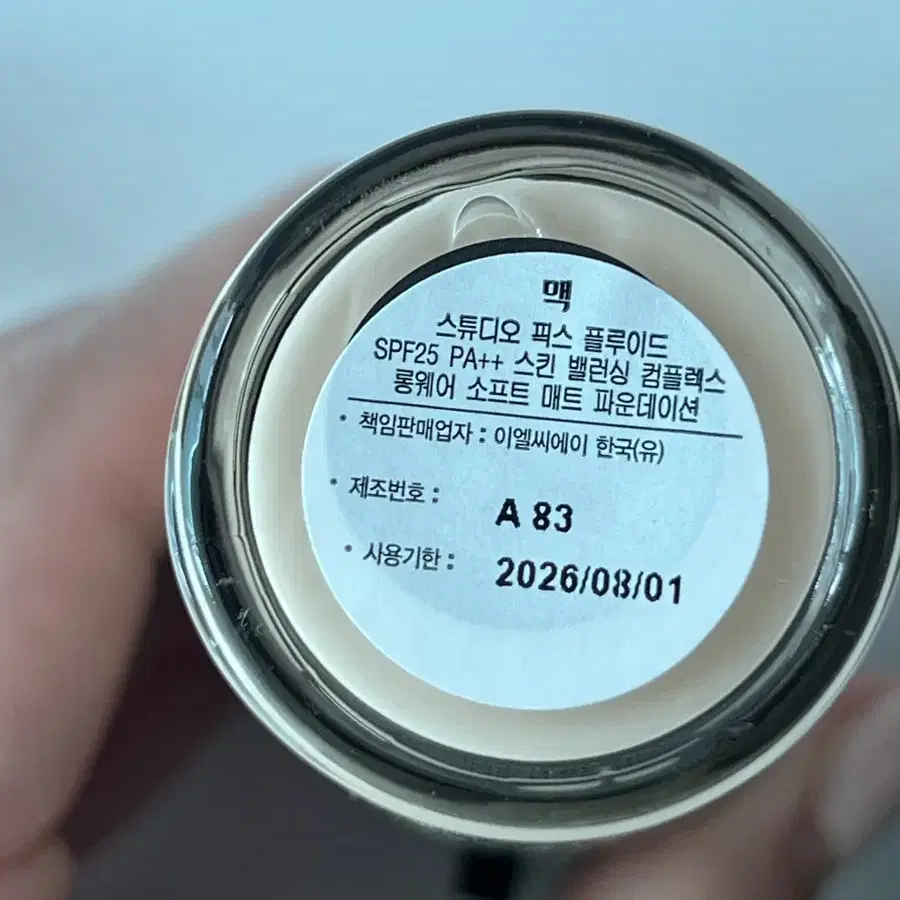 맥
스튜디오 픽스 플루이드
SPF25 PA++ 스킨 밸런싱 컴플렉스
롱웨어 소프트 매트 파운데이션
• 책임판매업자 : 이엘씨에이 한국(유)
• 제조번호 : A 83
• 사용기한 : 2026/08/01